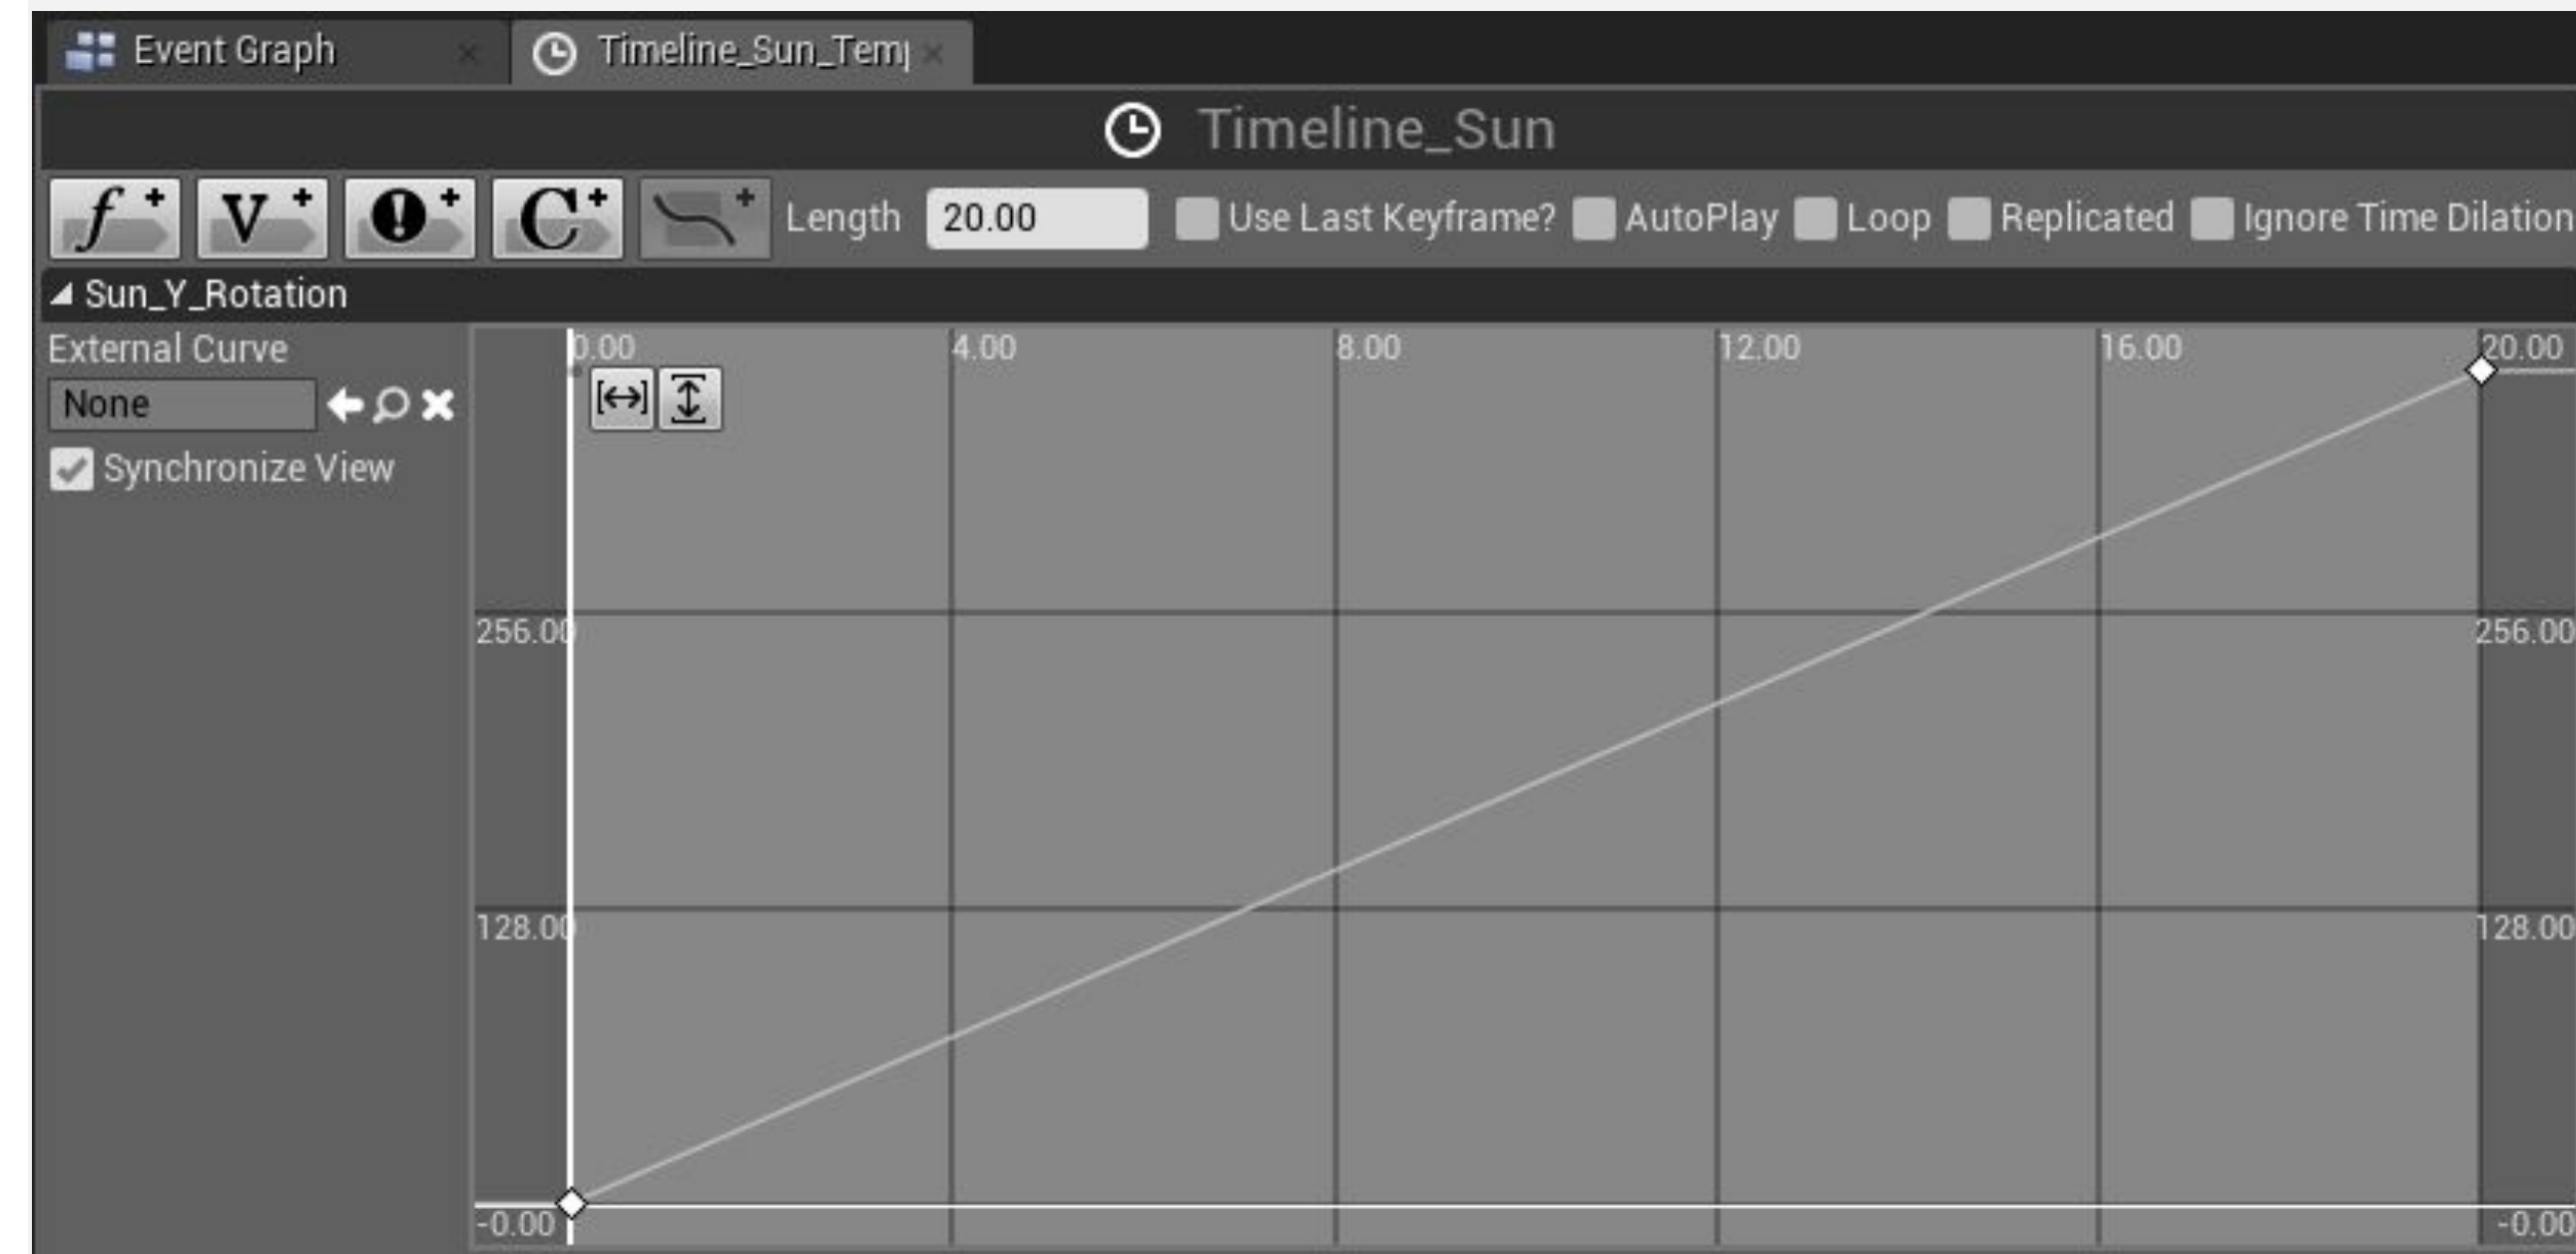 Event Graph
Timeline_Sun_Temp
Timeline_Sun
f+ V+ !+ C+ + Length 20.00 Use Last Keyframe? AutoPlay Loop Replicated Ignore Time Dilation
Sun_Y_Rotation
External Curve
None
Synchronize View
0.00 4.00 8.00 12.00 16.00 20.00
256.00 256.00
128.00 128.00
-0.00 -0.00